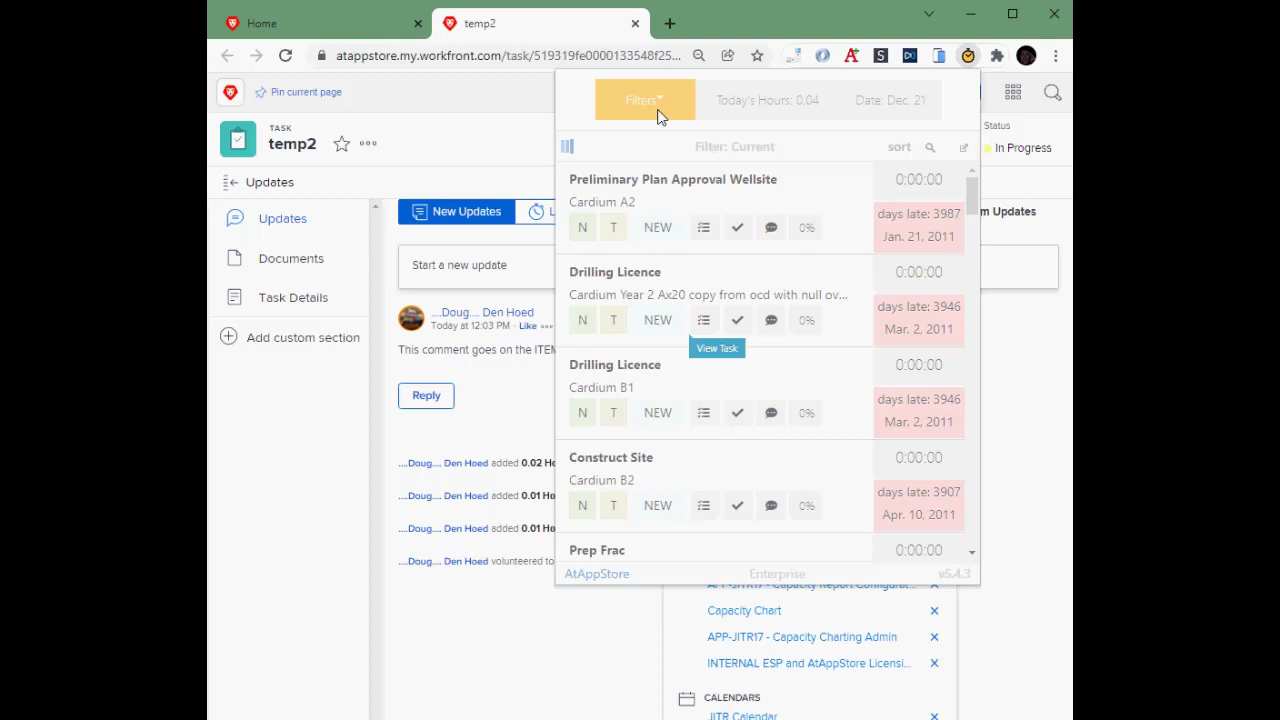 Home
temp2
atappstore.my.workfront.com/task/519319fe0000133548f25...
Pin current page
TASK
temp2
Status
In Progress
Updates
Updates
Documents
Task Details
Add custom section
New Updates
Start a new update
....Doug.... Den Hoed
Today at 12:03 PM · Like
This comment goes on the ITEM
Reply
....Doug.... Den Hoed added 0.02 Ho
....Doug.... Den Hoed added 0.01 Ho
....Doug.... Den Hoed added 0.01 Ho
....Doug.... Den Hoed volunteered to
m Updates
Filters
Today's Hours: 0.04
Date: Dec. 21
Filter: Current
sort
Preliminary Plan Approval Wellsite
0:00:00
Cardium A2
days late: 3987
Jan. 21, 2011
N T NEW 0%
Drilling Licence
0:00:00
Cardium Year 2 Ax20 copy from ocd with null ov...
days late: 3946
Mar. 2, 2011
N T NEW 0%
View Task
Drilling Licence
0:00:00
Cardium B1
days late: 3946
Mar. 2, 2011
N T NEW 0%
Construct Site
0:00:00
Cardium B2
days late: 3907
Apr. 10, 2011
N T NEW 0%
Prep Frac
0:00:00
AtAppStore
Enterprise
v5.4.3
Capacity Chart
APP-JITR17 - Capacity Charting Admin
INTERNAL ESP and AtAppStore Licensi...
CALENDARS
JITR Calendar